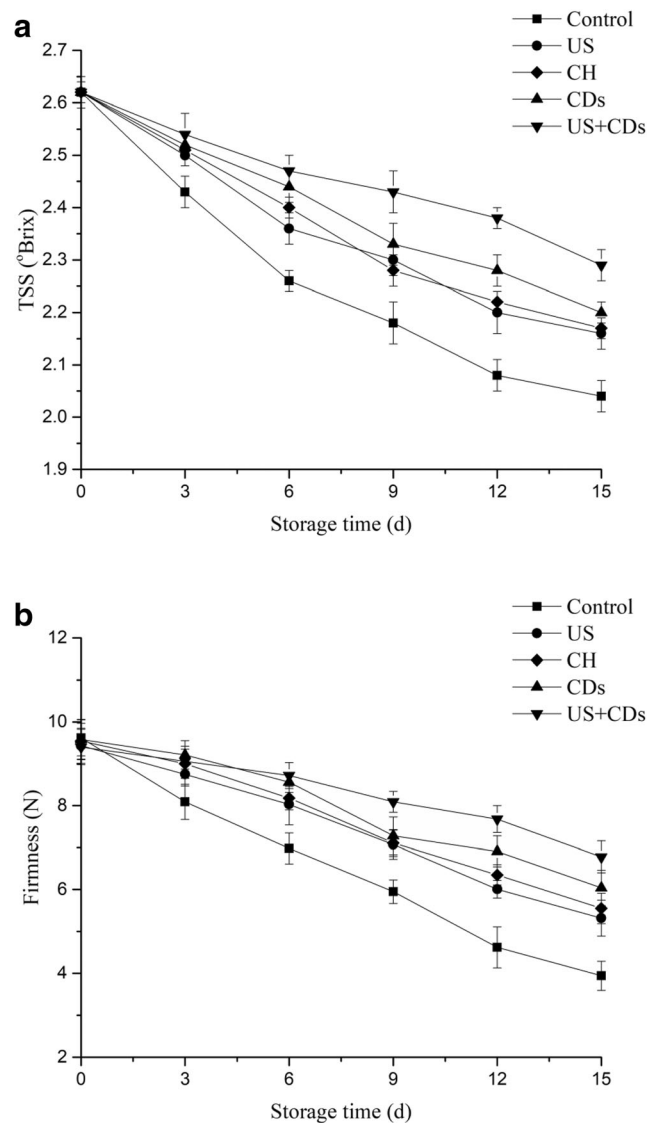 a
Control
US
CH
CDs
US+CDs
2.7
2.6
2.5
2.4
2.3
2.2
2.1
2.0
1.9
TSS (°Brix)
0 3 6 9 12 15
Storage time (d)
b
Control
US
CH
CDs
US+CDs
12
10
8
6
4
2
Firmness (N)
0 3 6 9 12 15
Storage time (d)